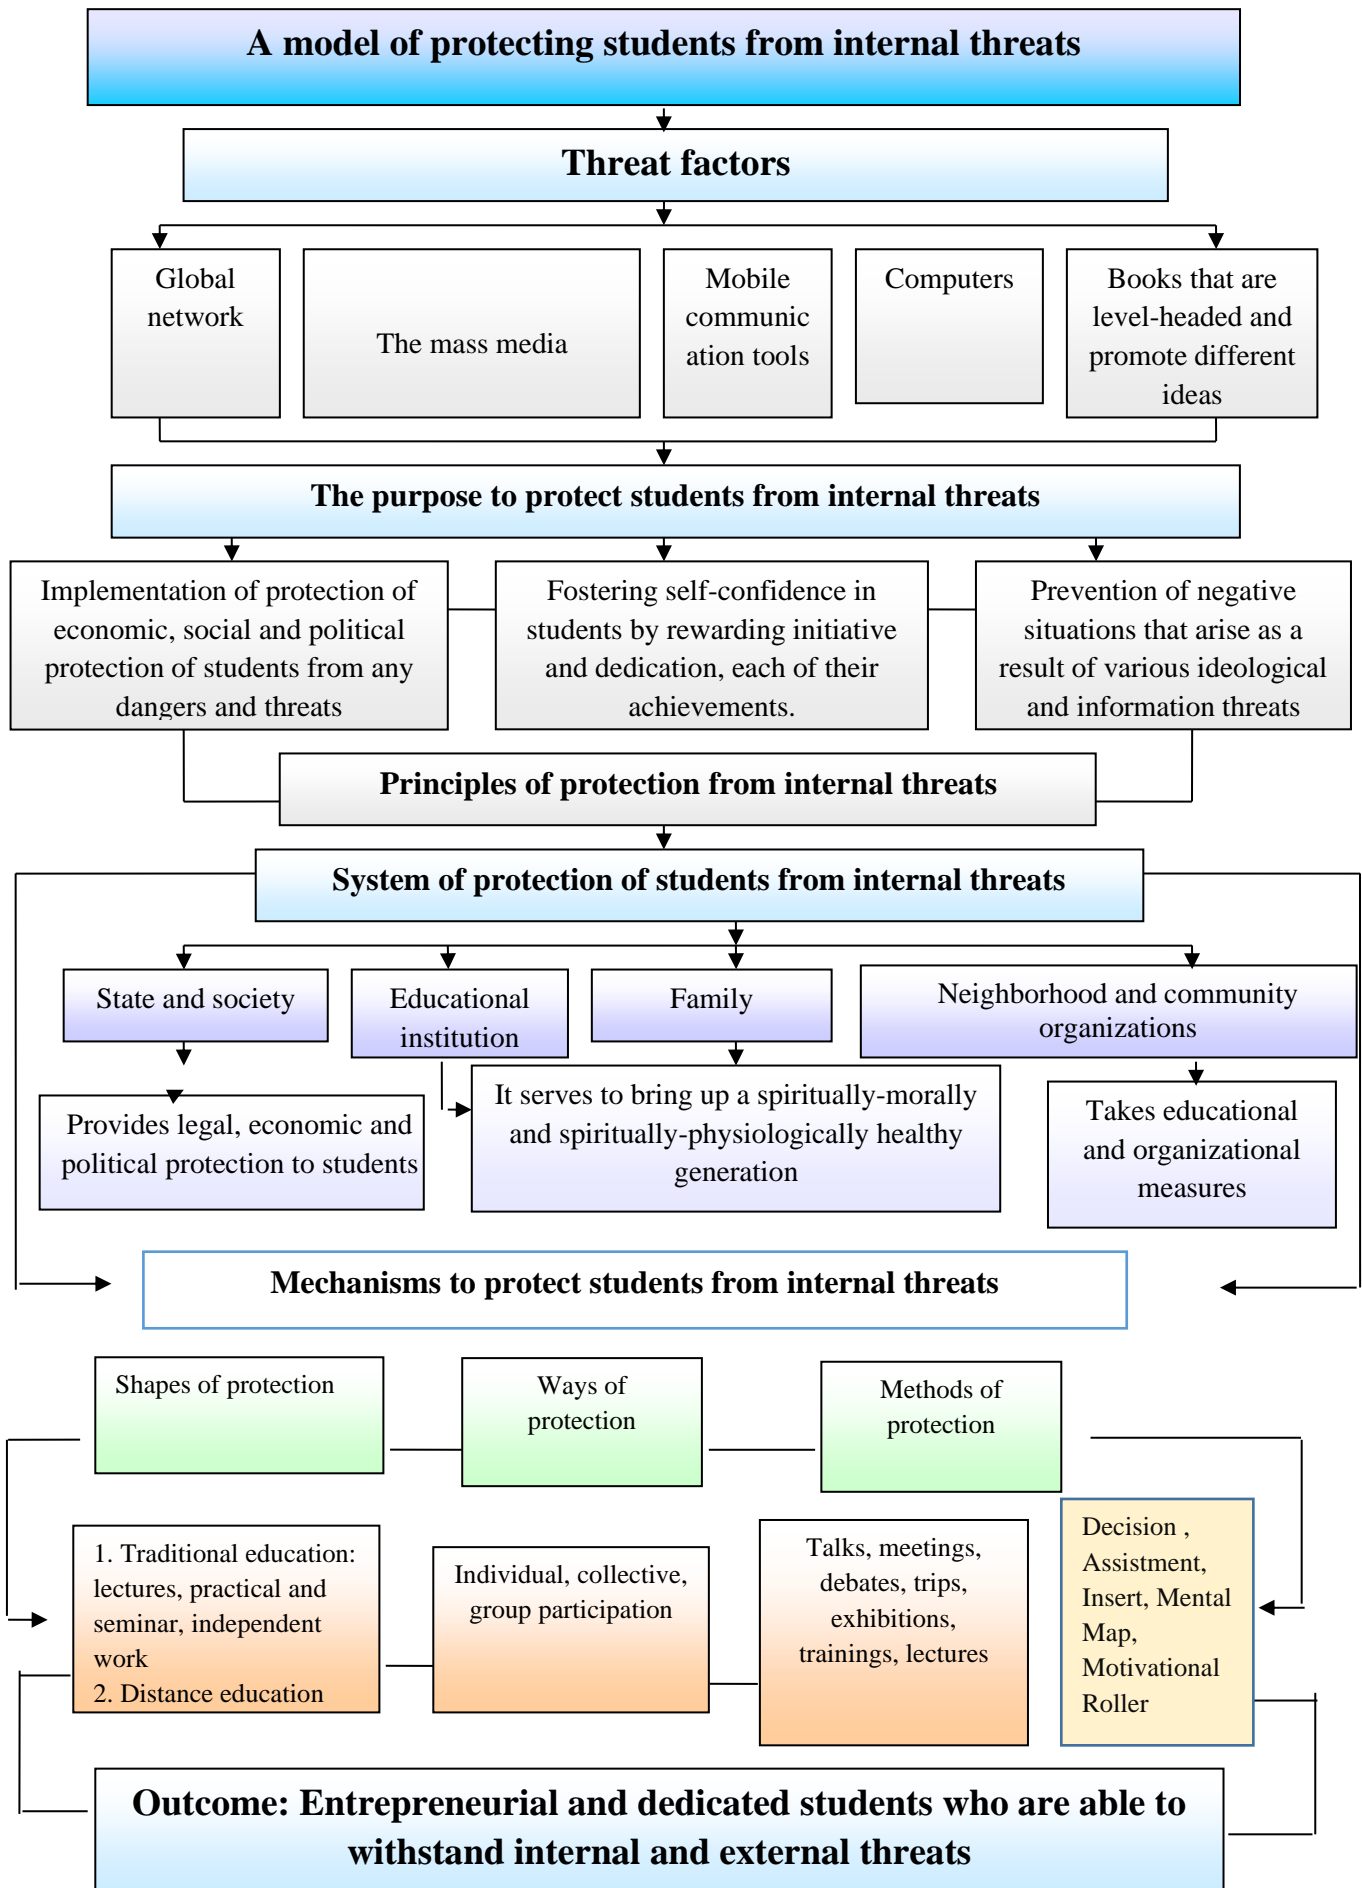 A model of protecting students from internal threats
Threat factors
Global
network
The mass media
Mobile
communic
ation tools
Computers
Books that are
level-headed and
promote different
ideas
The purpose to protect students from internal threats
Implementation of protection of
economic, social and political
protection of students from any
dangers and threats
Fostering self-confidence in
students by rewarding initiative
and dedication, each of their
achievements.
Prevention of negative
situations that arise as a
result of various ideological
and information threats
Principles of protection from internal threats
System of protection of students from internal threats
State and society
Educational
institution
Family
Neighborhood and community
organizations
Provides legal, economic and
political protection to students
It serves to bring up a spiritually-morally
and spiritually-physiologically healthy
generation
Takes educational
and organizational
measures
Mechanisms to protect students from internal threats
Shapes of protection
Ways of
protection
Methods of
protection
1. Traditional education:
lectures, practical and
seminar, independent
work
2. Distance education
Individual, collective,
group participation
Talks, meetings,
debates, trips,
exhibitions,
trainings, lectures
Decision ,
Assistment,
Insert, Mental
Map,
Motivational
Roller
Outcome: Entrepreneurial and dedicated students who are able to
withstand internal and external threats